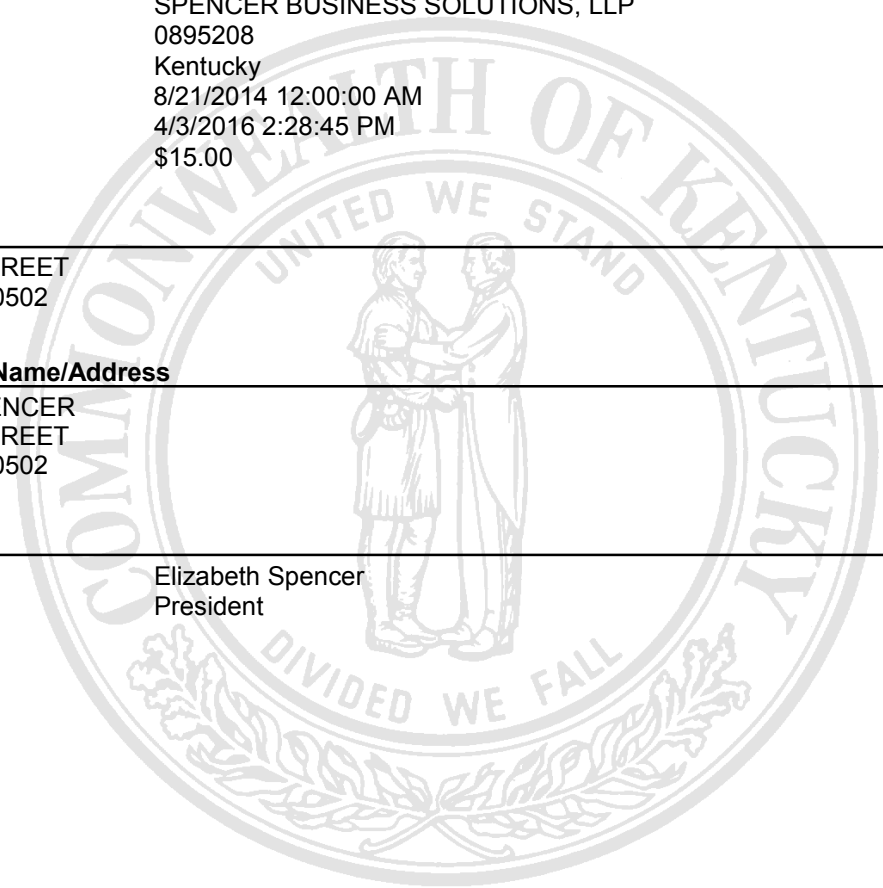 SPENCER BUSINESS SOLUTIONS, LLP
0895208
Kentucky
8/21/2014 12:00:00 AM
4/3/2016 2:28:45 PM
$15.00
REET
0502
Name/Address
ENCER
REET
0502
Elizabeth Spencer
President
COMMONWEALTH OF KENTUCKY
UNITED WE STAND
DIVIDED WE FALL